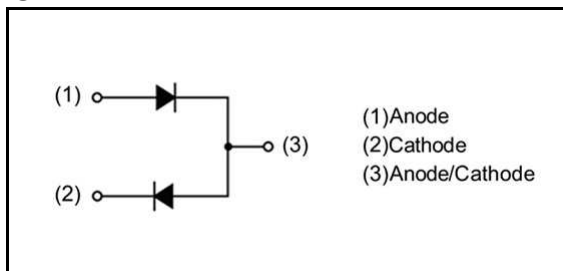 (1)
(3)
(2)
(1)Anode
(2)Cathode
(3)Anode/Cathode